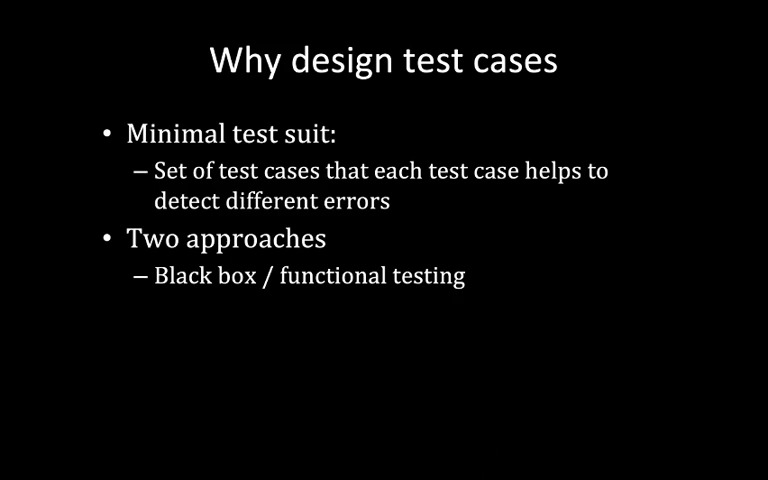 Why design test cases
• Minimal test suit:
– Set of test cases that each test case helps to
detect different errors
• Two approaches
– Black box / functional testing